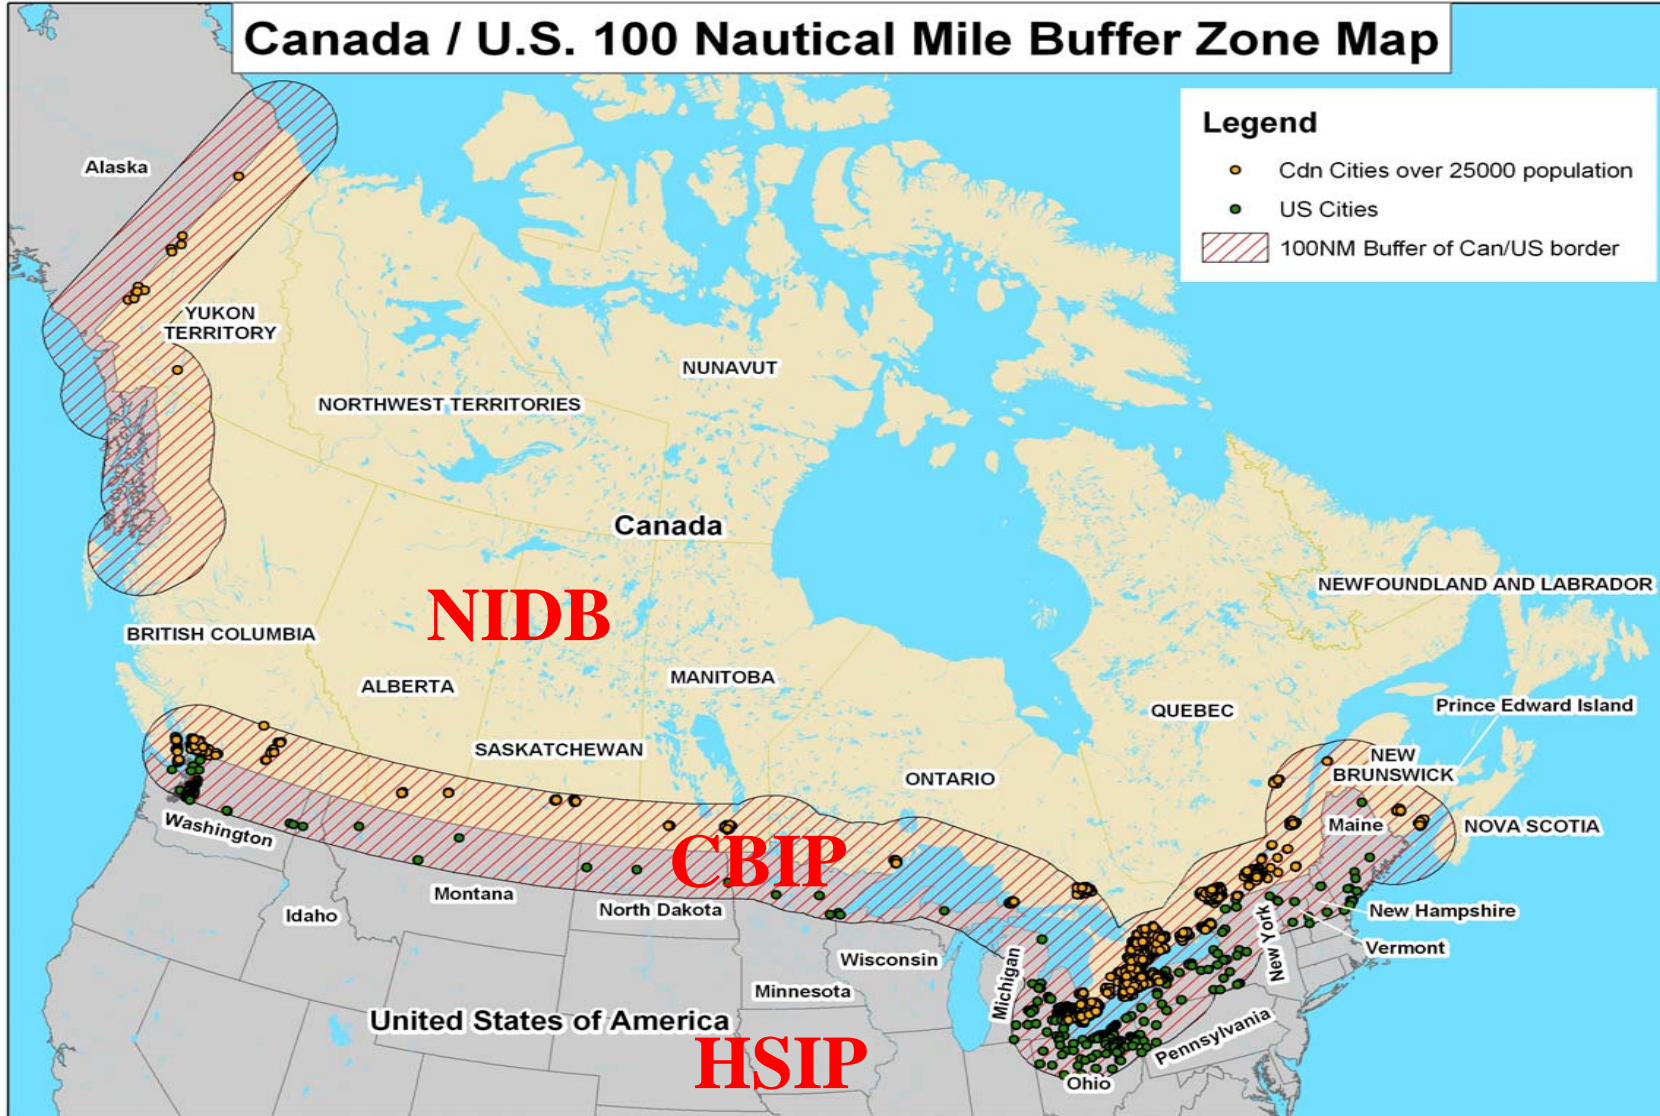 Canada / U.S. 100 Nautical Mile Buffer Zone Map
Legend
Cdn Cities over 25000 population
US Cities
100NM Buffer of Can/US border
Alaska
YUKON
TERRITORY
NUNAVUT
NORTHWEST TERRITORIES
Canada
NEWFOUNDLAND AND LABRADOR
NIDB
BRITISH COLUMBIA
ALBERTA
MANITOBA
QUEBEC
Prince Edward Island
SASKATCHEWAN
ONTARIO
NEW
BRUNSWICK
Washington
CBIP
Maine
NOVA SCOTIA
Montana
Idaho
North Dakota
New Hampshire
New York
Vermont
Wisconsin
Michigan
Minnesota
United States of America
Pennsylvania
HSIP
Ohio